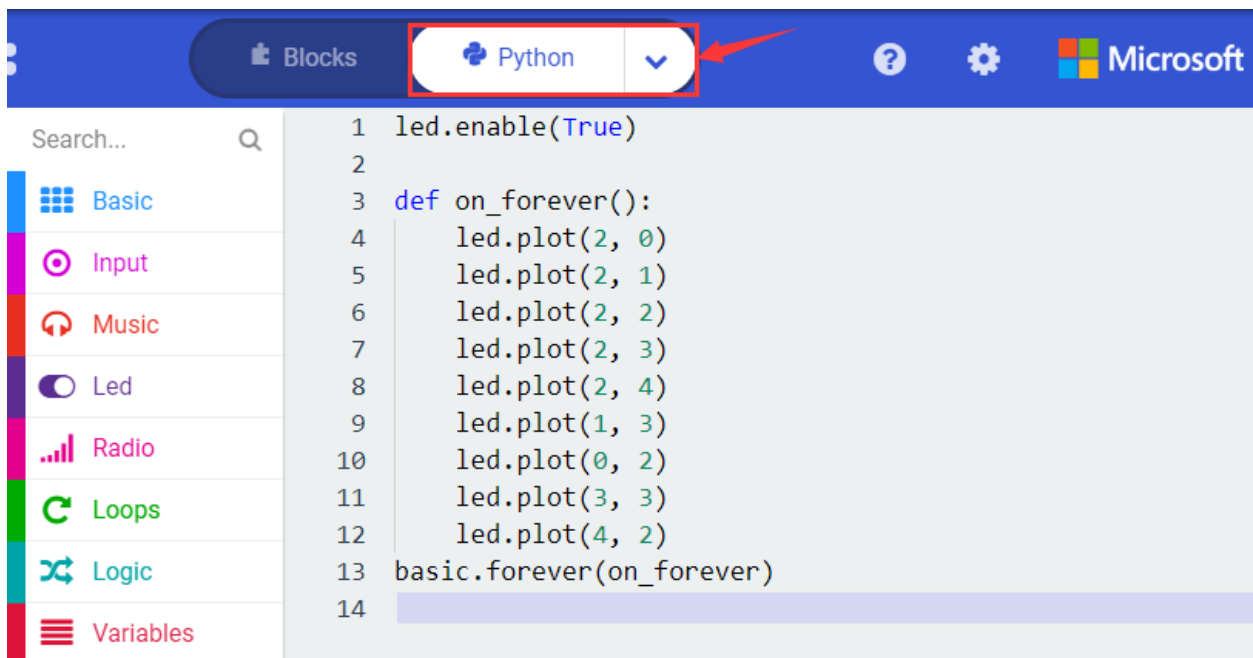 Blocks Python Microsoft
Search...
Basic
Input
Music
Led
Radio
Loops
Logic
Variables
1 led.enable(True)
2
3 def on_forever():
4     led.plot(2, 0)
5     led.plot(2, 1)
6     led.plot(2, 2)
7     led.plot(2, 3)
8     led.plot(2, 4)
9     led.plot(1, 3)
10     led.plot(0, 2)
11     led.plot(3, 3)
12     led.plot(4, 2)
13 basic.forever(on_forever)
14